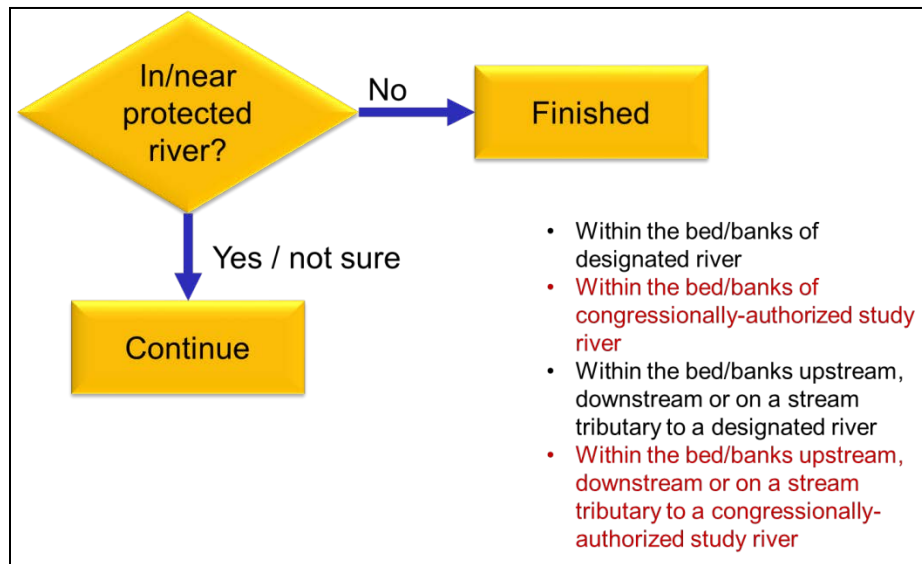 In/near
protected
river?
No
Finished
Yes / not sure
Continue
• Within the bed/banks of
designated river
• Within the bed/banks of
congressionally-authorized study
river
• Within the bed/banks upstream,
downstream or on a stream
tributary to a designated river
• Within the bed/banks upstream,
downstream or on a stream
tributary to a congressionally-
authorized study river